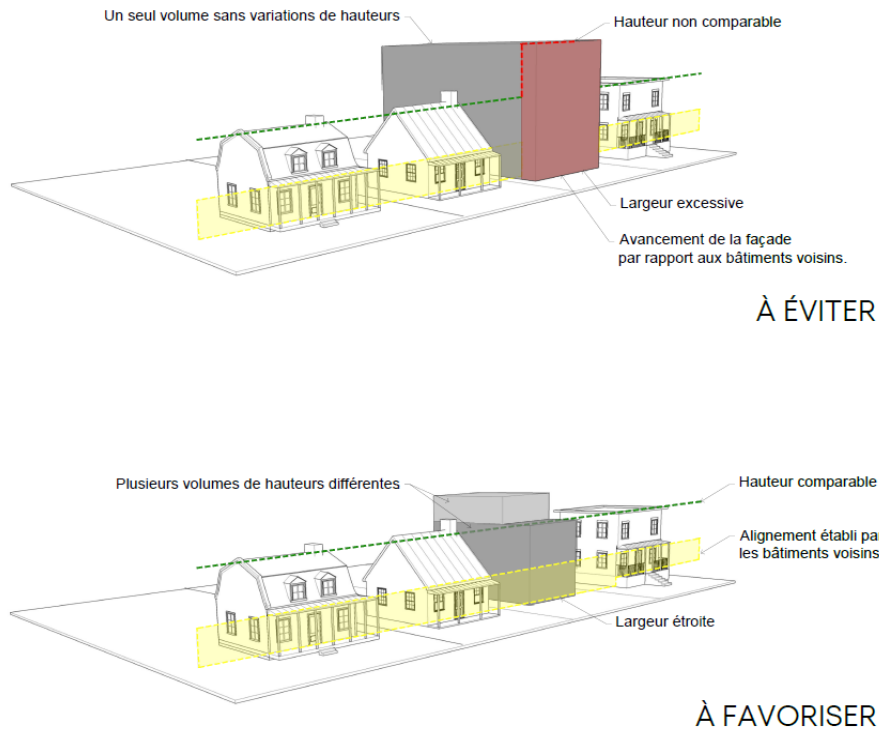 Un seul volume sans variations de hauteurs
Hauteur non comparable
Largeur excessive
Avancement de la façade
par rapport aux bâtiments voisins.
À ÉVITER
Plusieurs volumes de hauteurs différentes
Hauteur comparable
Alignement établi pa
les bâtiments voisins
Largeur étroite
À FAVORISER